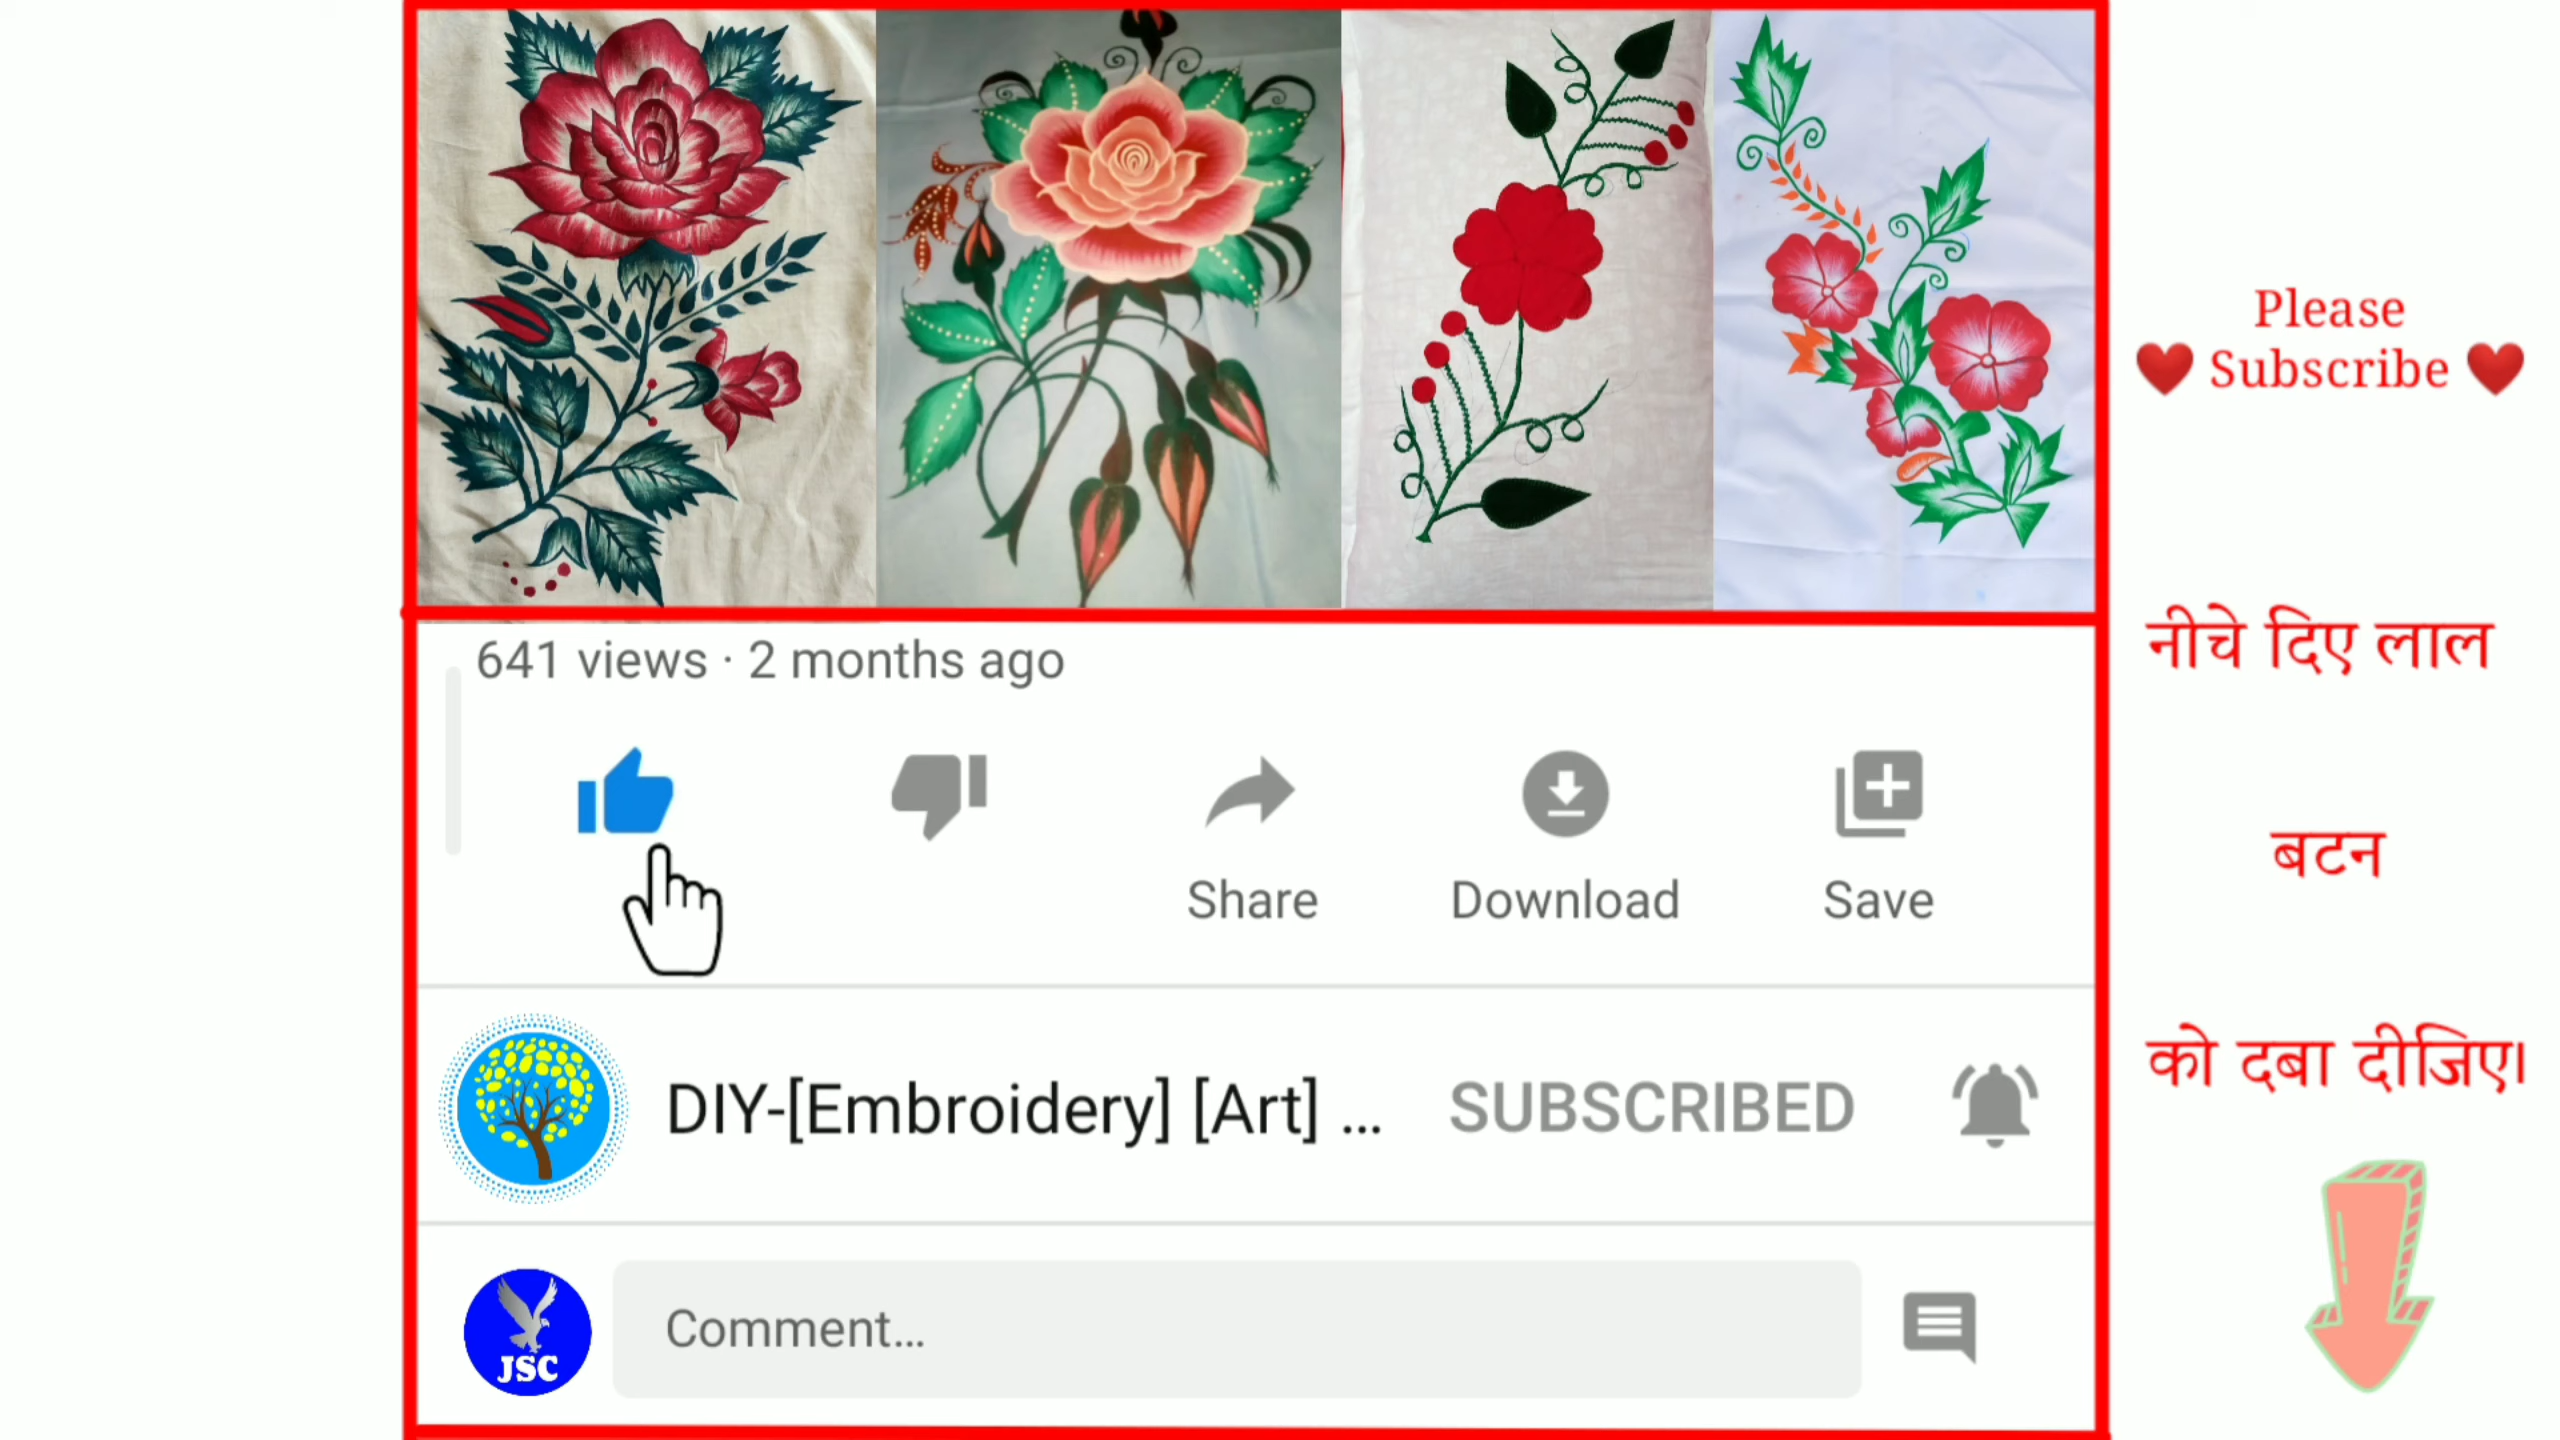 Please
❤ Subscribe ❤
नीचे दिए लाल
बटन
को दबा दीजिए।
641 views · 2 months ago
Share Download Save
DIY-[Embroidery] [Art] ... SUBSCRIBED
JSC
Comment...